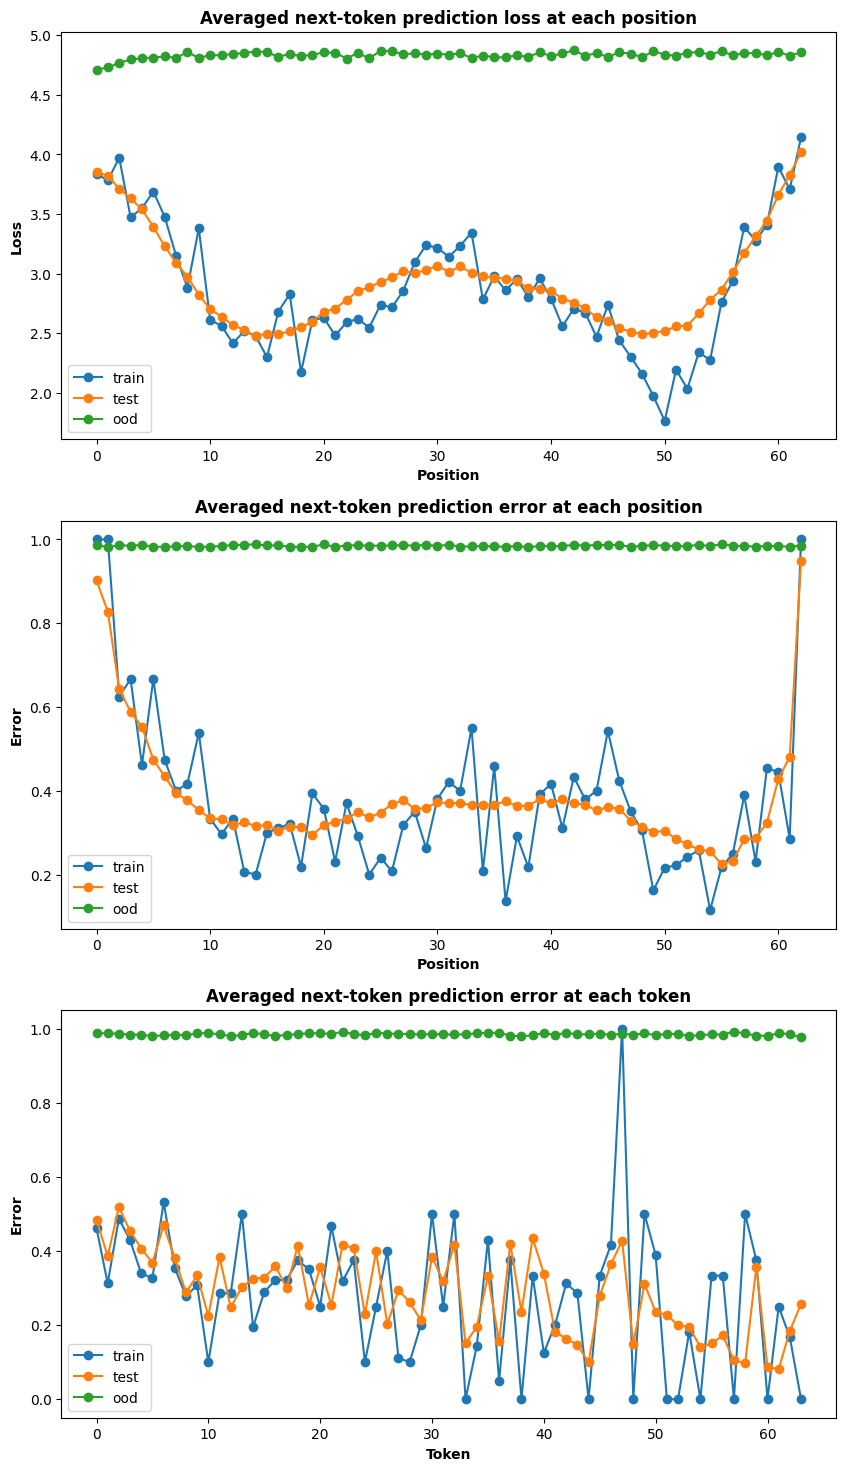 Averaged next-token prediction loss at each position
5.0
4.5
4.0
3.5
3.0
2.5
2.0
Loss
train
test
ood
0 10 20 30 40 50 60
Position
Averaged next-token prediction error at each position
1.0
0.8
0.6
0.4
0.2
Error
train
test
ood
0 10 20 30 40 50 60
Position
Averaged next-token prediction error at each token
1.0
0.8
0.6
0.4
0.2
0.0
Error
train
test
ood
0 10 20 30 40 50 60
Token